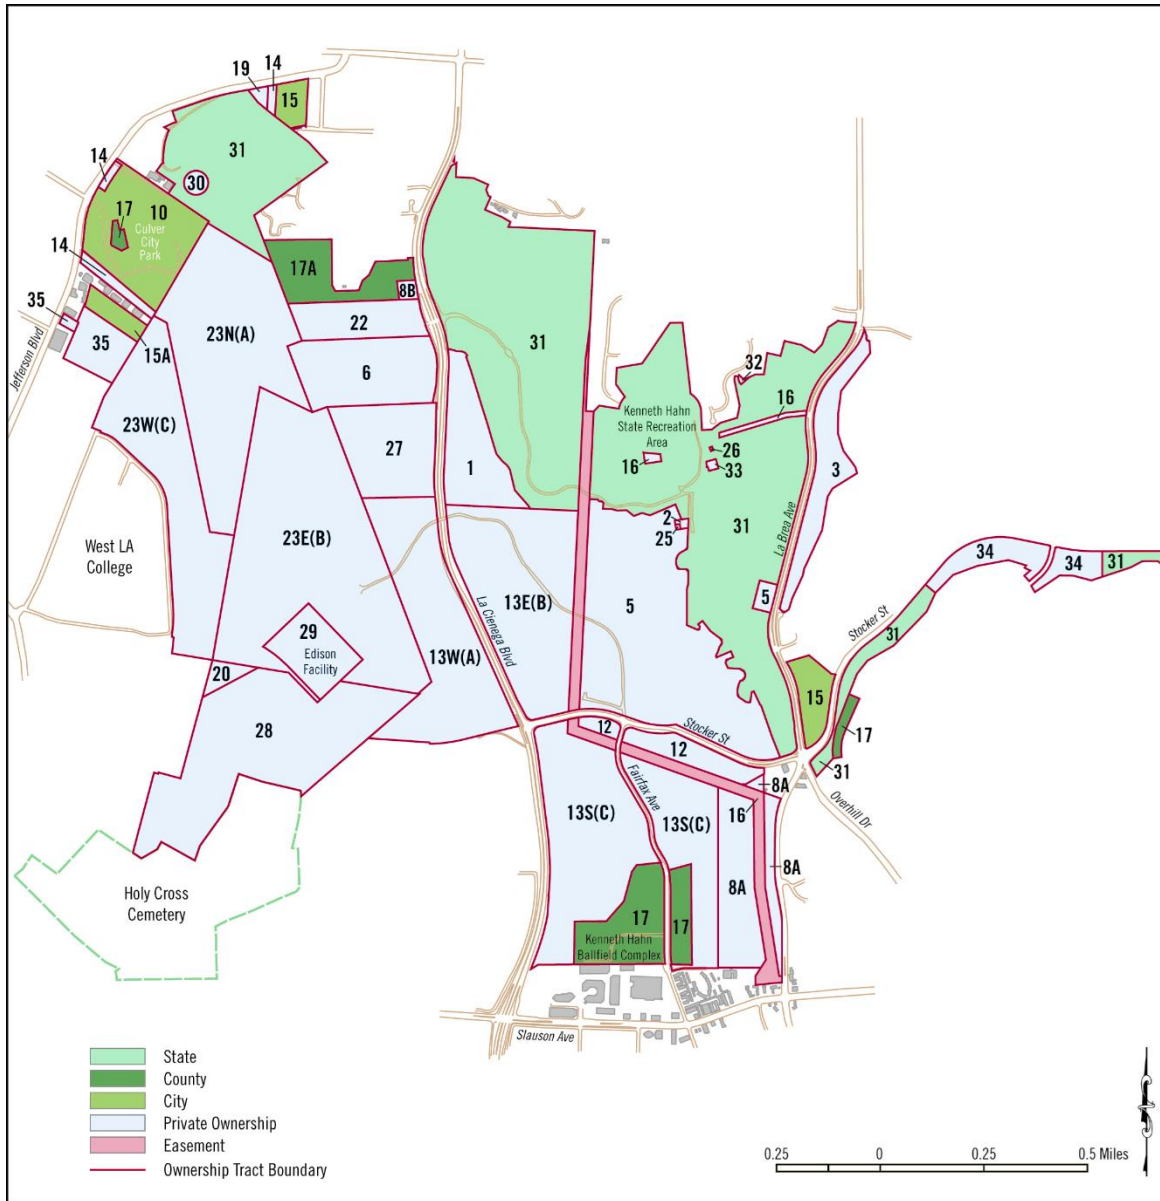 19
14
15
31
14
30
17
10
Culver
City
Park
14
17A
8B
35
23N(A)
22
Jefferson Blvd
35
15A
6
31
32
16
Kenneth Hahn
State Recreation
Area
23W(C)
27
1
16
26
33
3
31
La Brea Ave
2
25
23E(B)
West LA
College
34
34
31
13E(B)
5
5
La Cienega Blvd
Stocker St
31
29
Edison
Facility
13W(A)
20
15
28
12
Stocker St
12
17
31
8A
Fairfax Ave
16
Overhill Dr
13S(C)
13S(C)
8A
8A
Holy Cross
Cemetery
17
17
Kenneth Hahn
Ballfield Complex
Slauson Ave
State
County
City
Private Ownership
Easement
Ownership Tract Boundary
0.25
0
0.25
0.5 Miles